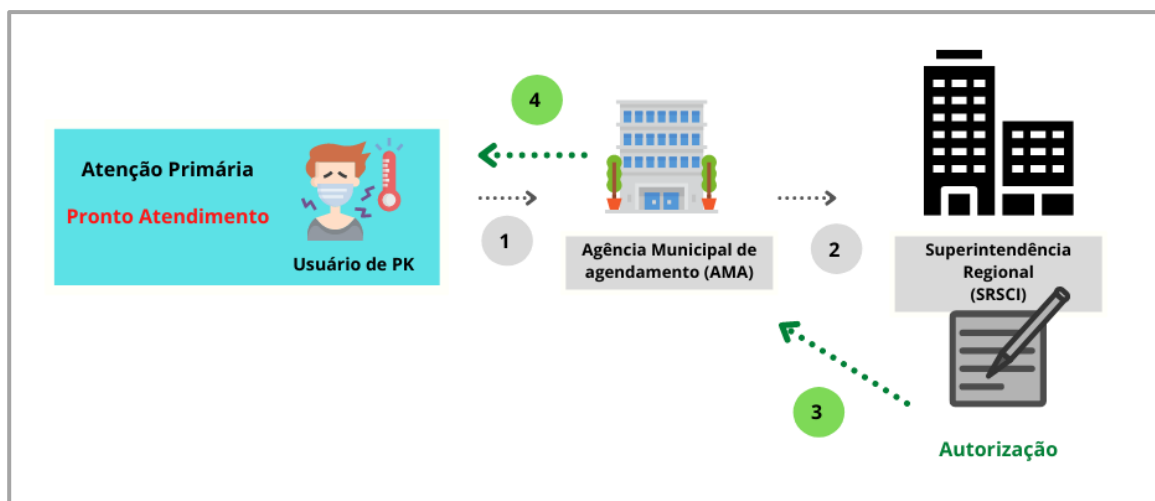 Atenção Primária
Pronto Atendimento
Usuário de PK
4
1
Agência Municipal de
agendamento (AMA)
2
Superintendência
Regional
(SRSCI)
3
Autorização